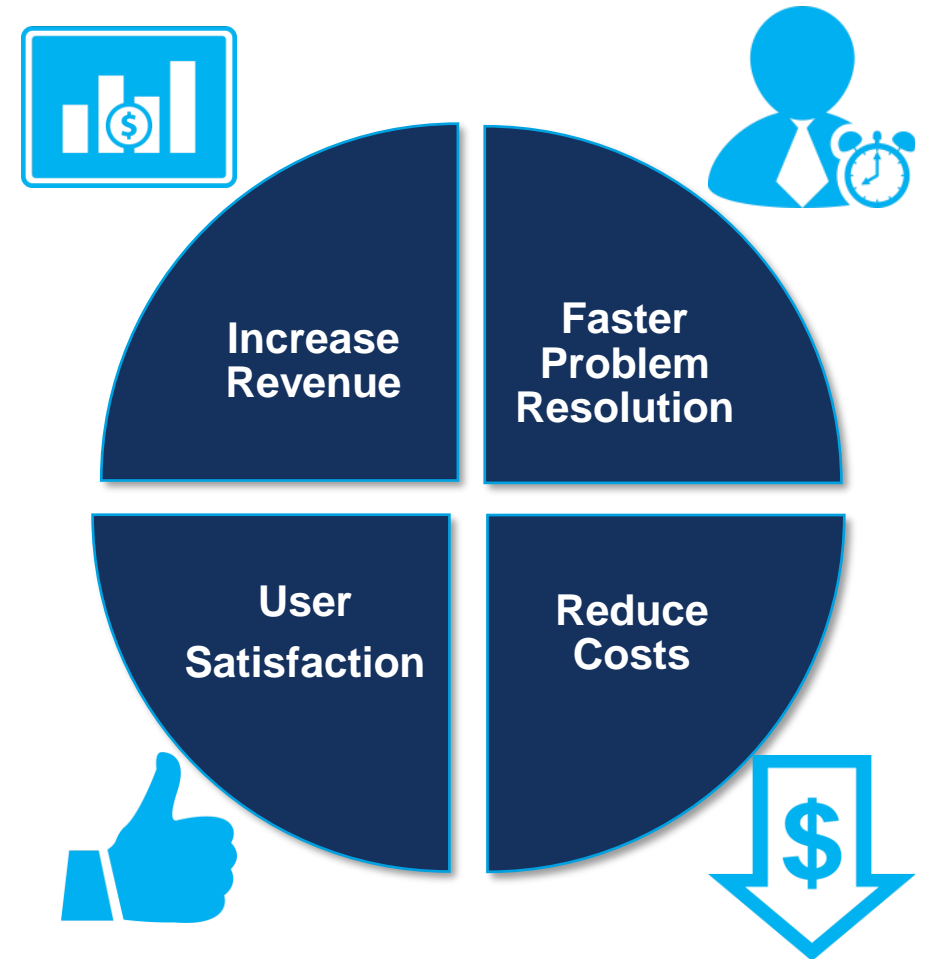 $
Increase
Revenue
Faster
Problem
Resolution
User
Satisfaction
Reduce
Costs
$